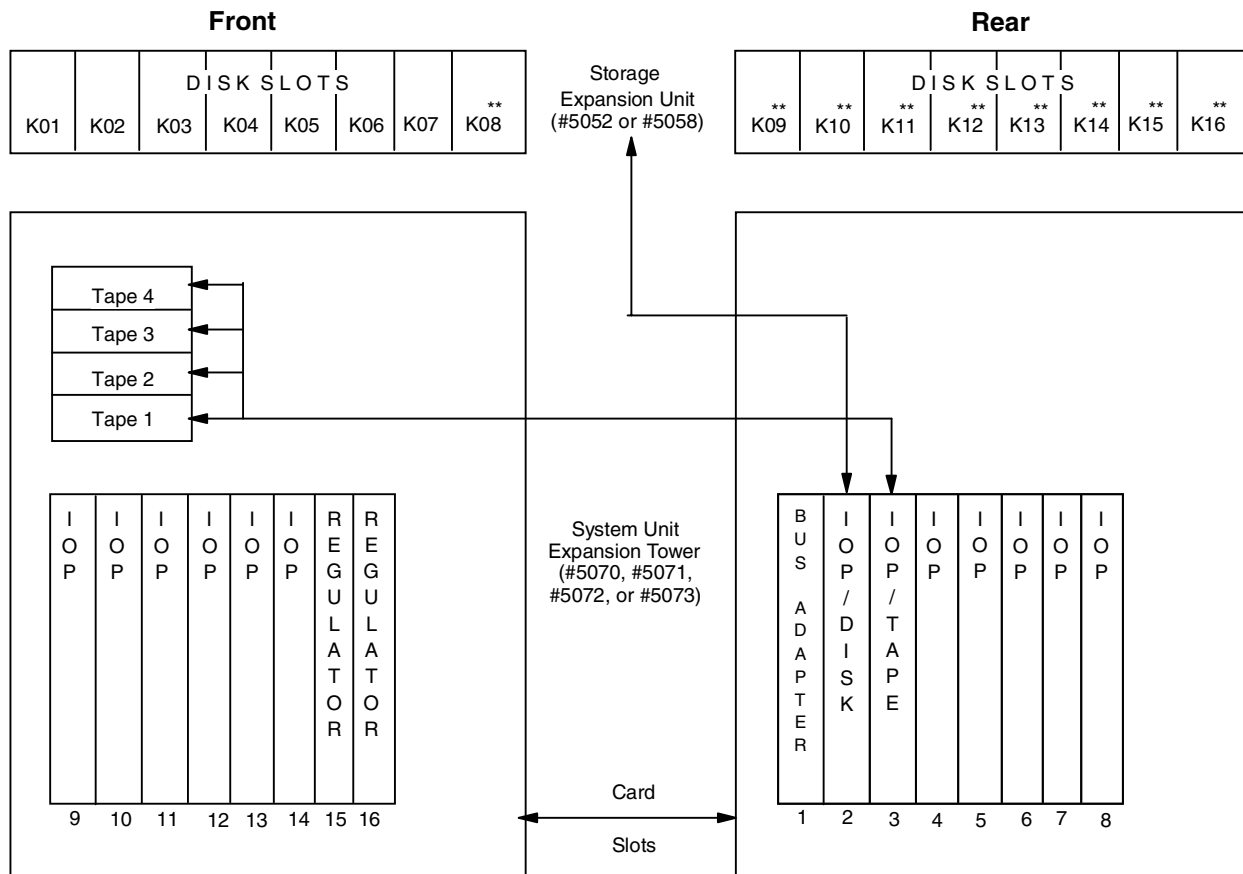 Front
Rear
DISK SLOTS
K01 K02 K03 K04 K05 K06 K07 K08 **
Storage
Expansion Unit
(#5052 or #5058)
DISK SLOTS
** ** ** ** ** ** ** **
K09 K10 K11 K12 K13 K14 K15 K16
Tape 4
Tape 3
Tape 2
Tape 1
IOP
IOP
IOP
IOP
IOP
IOP
REGULATOR
REGULATOR
9 10 11 12 13 14 15 16
System Unit
Expansion Tower
(#5070, #5071,
#5072, or #5073)
Card
Slots
BUS ADAPTER
IOP/DISK
IOP/TAPE
IOP
IOP
IOP
IOP
IOP
1 2 3 4 5 6 7 8